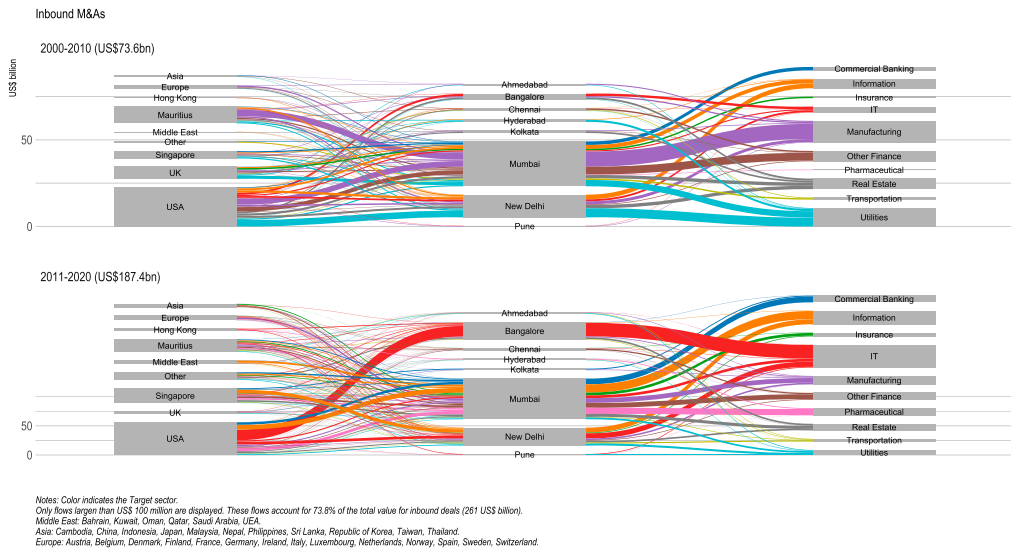 Inbound M&As
2000-2010 (US$73.6bn)
US$ billion
50
0
Asia
Europe
Hong Kong
Mauritius
Middle East
Other
Singapore
UK
USA
Ahmedabad
Bangalore
Chennai
Hyderabad
Kolkata
Mumbai
New Delhi
Pune
Commercial Banking
Information
Insurance
IT
Manufacturing
Other Finance
Pharmaceutical
Real Estate
Transportation
Utilities
2011-2020 (US$187.4bn)
50
0
Asia
Europe
Hong Kong
Mauritius
Middle East
Other
Singapore
UK
USA
Ahmedabad
Bangalore
Chennai
Hyderabad
Kolkata
Mumbai
New Delhi
Pune
Commercial Banking
Information
Insurance
IT
Manufacturing
Other Finance
Pharmaceutical
Real Estate
Transportation
Utilities
Notes: Color indicates the Target sector.
Only flows largen than US$ 100 million are displayed. These flows account for 73.8% of the total value for inbound deals (261 US$ billion).
Middle East: Bahrain, Kuwait, Oman, Qatar, Saudi Arabia, UEA.
Asia: Cambodia, China, Indonesia, Japan, Malaysia, Nepal, Philippines, Sri Lanka, Republic of Korea, Taiwan, Thailand.
Europe: Austria, Belgium, Denmark, Finland, France, Germany, Ireland, Italy, Luxembourg, Netherlands, Norway, Spain, Sweden, Switzerland.